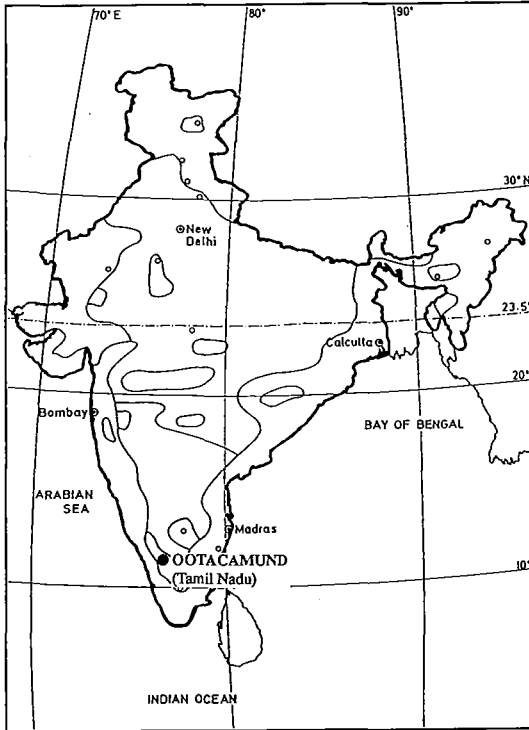 70° E
80°
90°
30° N
New
Delhi
23.5°
Calcutta
20°
Bombay
BAY OF BENGAL
ARABIAN
SEA
Madras
OOTACAMUND
(Tamil Nadu)
10°
INDIAN OCEAN